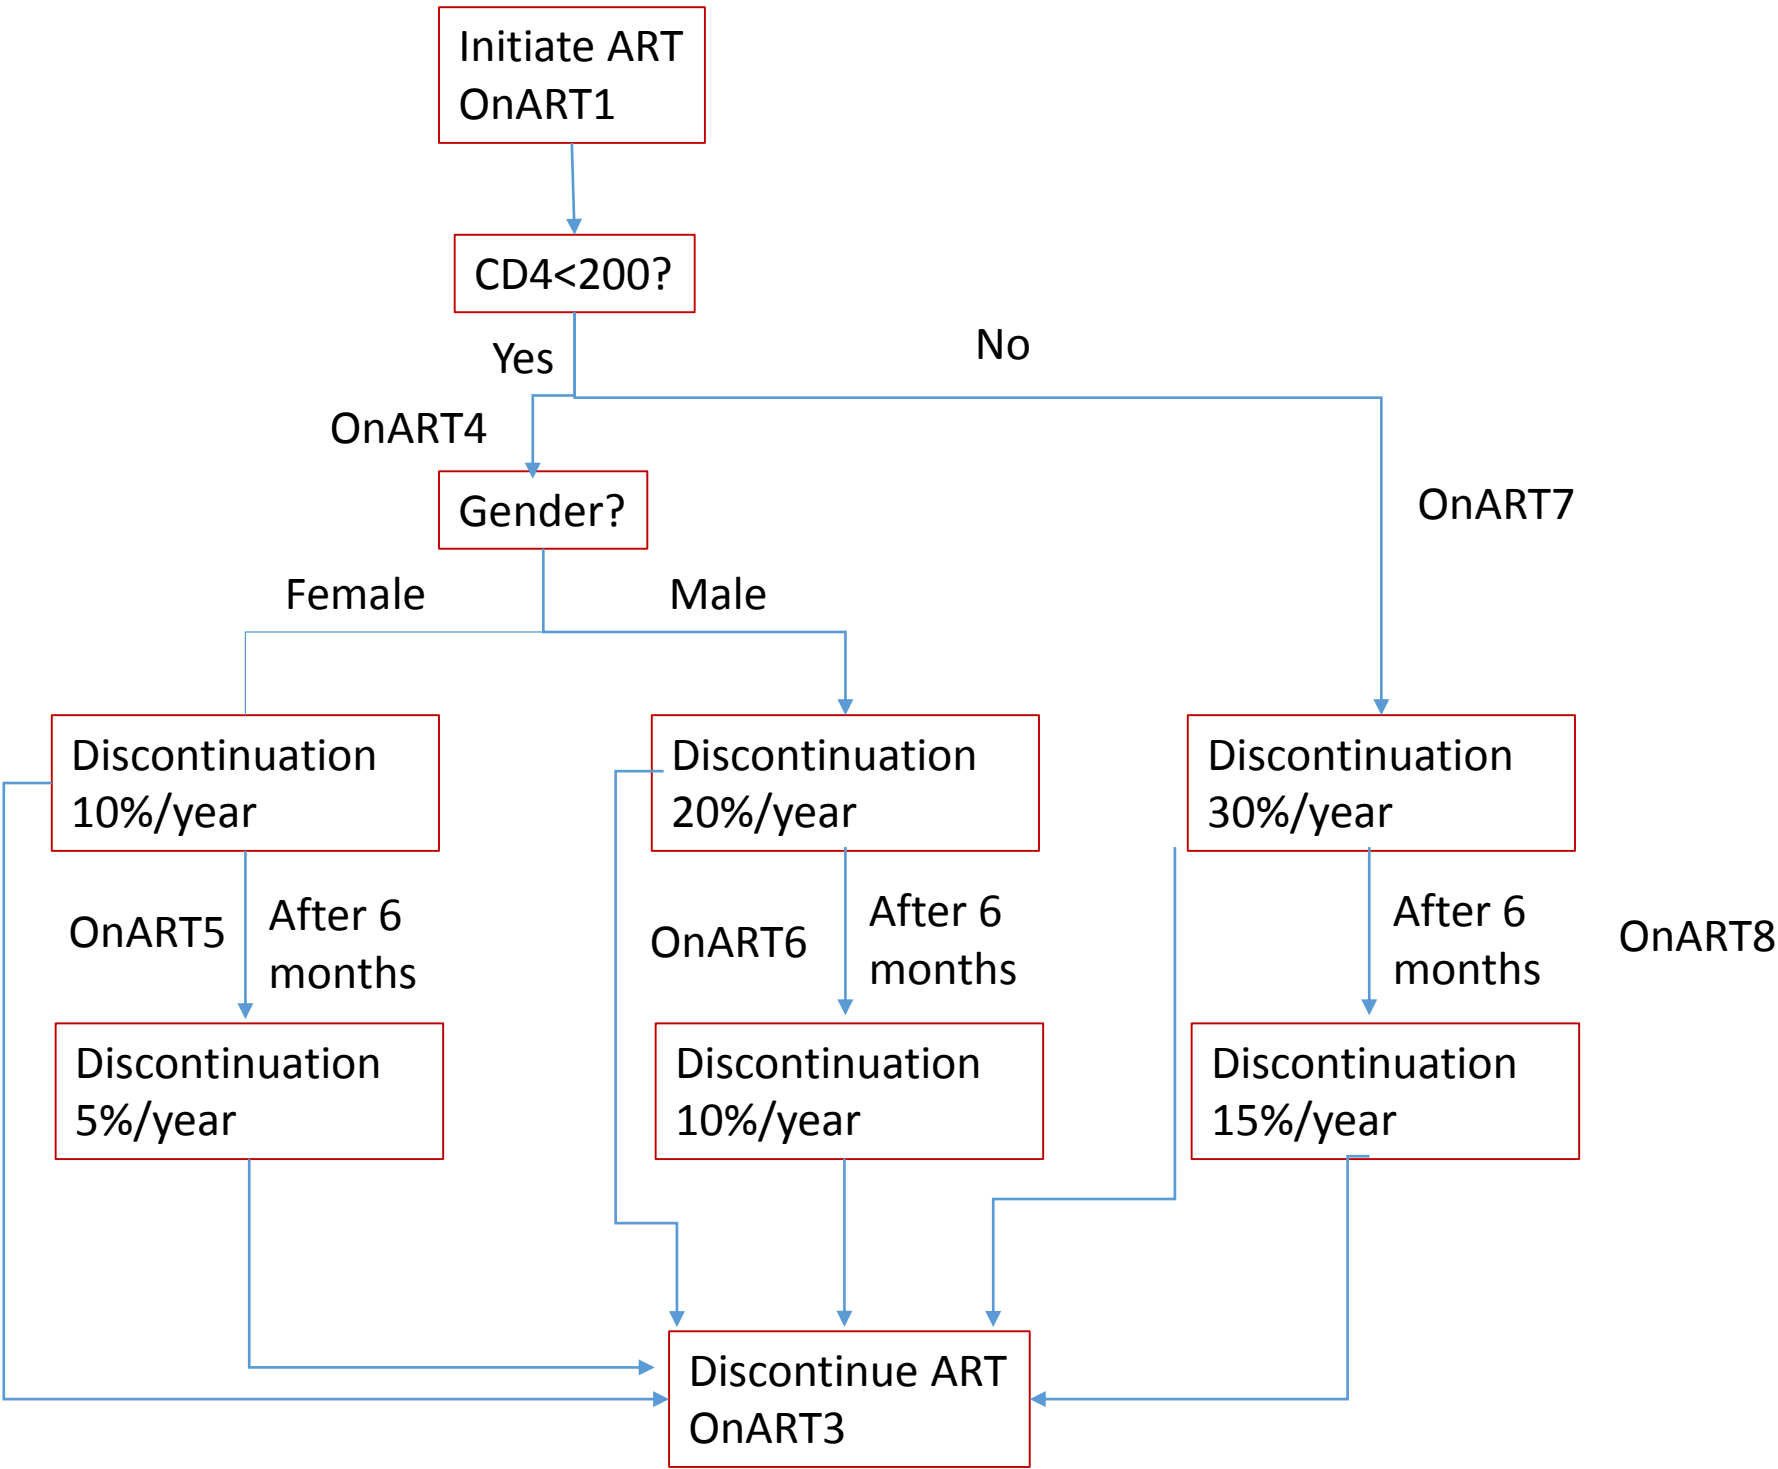 Initiate ART
OnART1
CD4<200?
Yes
No
OnART4
Gender?
OnART7
Female
Male
Discontinuation
10%/year
Discontinuation
20%/year
Discontinuation
30%/year
OnART5
After 6
months
OnART6
After 6
months
After 6
months
OnART8
Discontinuation
5%/year
Discontinuation
10%/year
Discontinuation
15%/year
Discontinue ART
OnART3